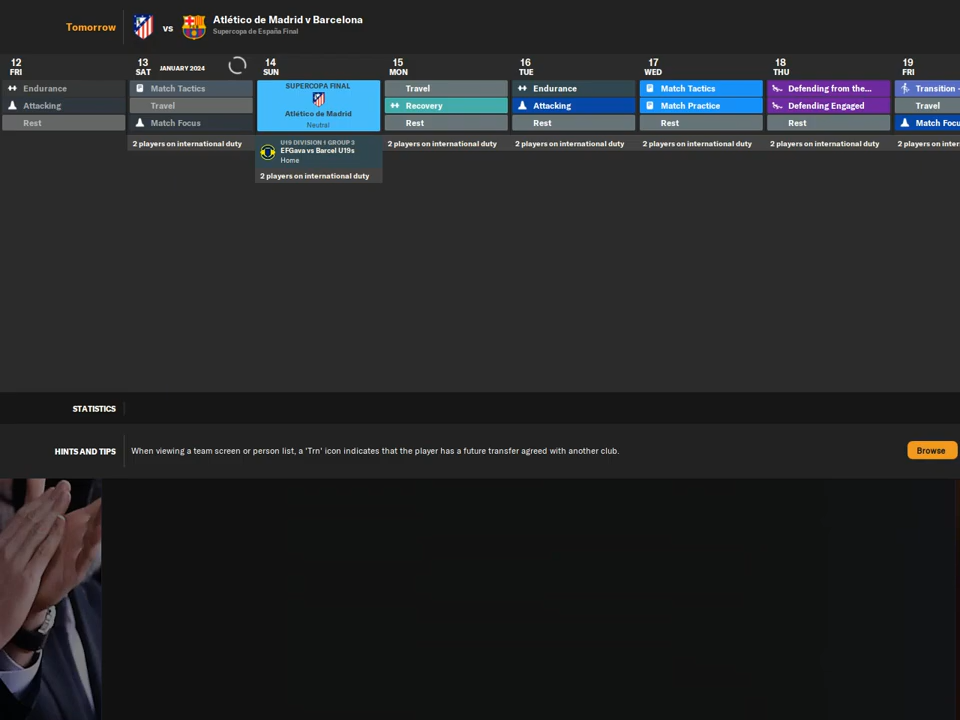 Tomorrow
vs
Atlético de Madrid v Barcelona
Supercopa de España Final
12
FRI
13
SAT
JANUARY 2024
14
SUN
15
MON
16
TUE
17
WED
18
THU
19
FRI
Endurance
Attacking
Rest
Match Tactics
Travel
Match Focus
2 players on international duty
SUPERCOPA FINAL
Atlético de Madrid
Neutral
U19 DIVISION 1 GROUP 3
EFGava vs Barcel U19s
Home
2 players on international duty
Travel
Recovery
Rest
2 players on international duty
Endurance
Attacking
Rest
2 players on international duty
Match Tactics
Match Practice
Rest
2 players on international duty
Defending from the...
Defending Engaged
Rest
2 players on international duty
Transition -
Travel
Match Focu
2 players on inter
STATISTICS
HINTS AND TIPS
When viewing a team screen or person list, a 'Trn' icon indicates that the player has a future transfer agreed with another club.
Browse